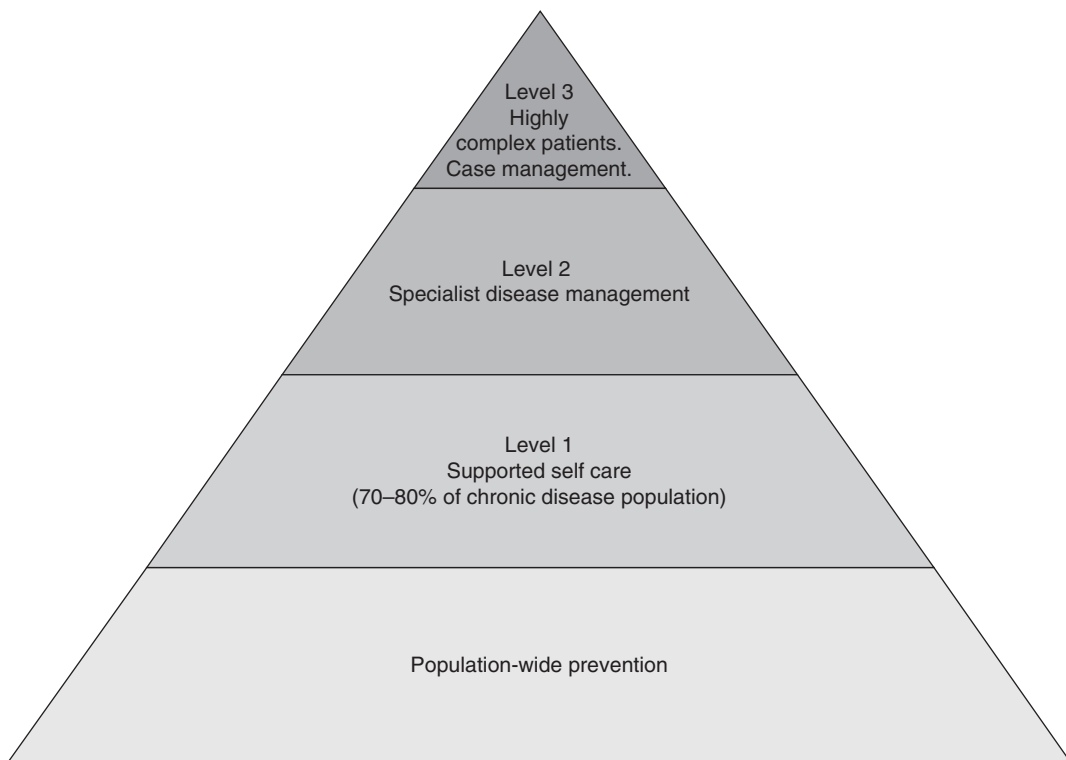 Level 3
Highly
complex patients.
Case management.
Level 2
Specialist disease management
Level 1
Supported self care
(70–80% of chronic disease population)
Population-wide prevention